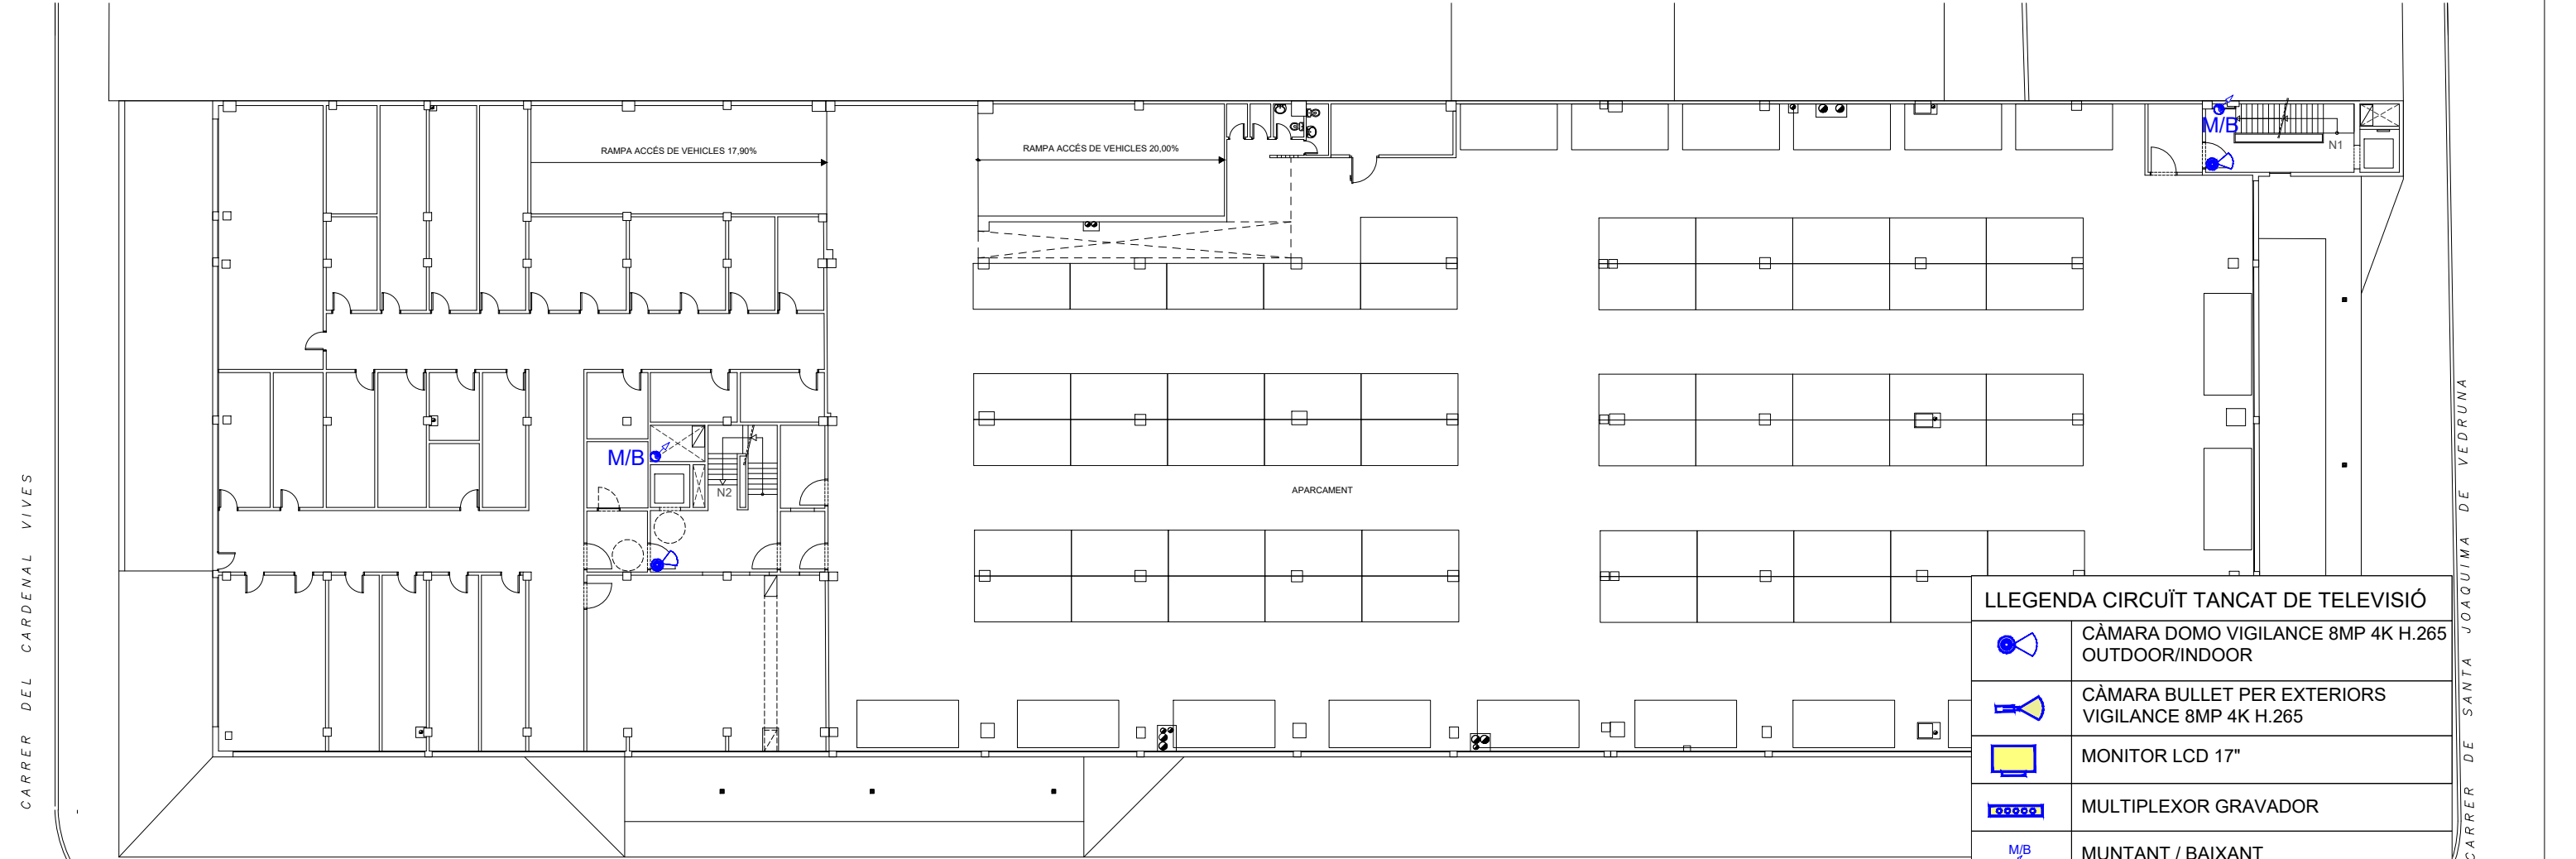 RAMPA ACCÉS DE VEHICLES 17,90%
RAMPA ACCÉS DE VEHICLES 20,00%
M/B
N1
M/B
N2
APARCAMENT
CARRER DEL CARDENAL VIVES
CARRER DE SANTA JOAQUIMA DE VEDRUNA
LLEGENDA CIRCUÏT TANCAT DE TELEVISIÓ
CÀMARA DOMO VIGILANCE 8MP 4K H.265
OUTDOOR/INDOOR
CÀMARA BULLET PER EXTERIORS
VIGILANCE 8MP 4K H.265
MONITOR LCD 17"
MULTIPLEXOR GRAVADOR
M/B
MUNTANT / BAIXANT